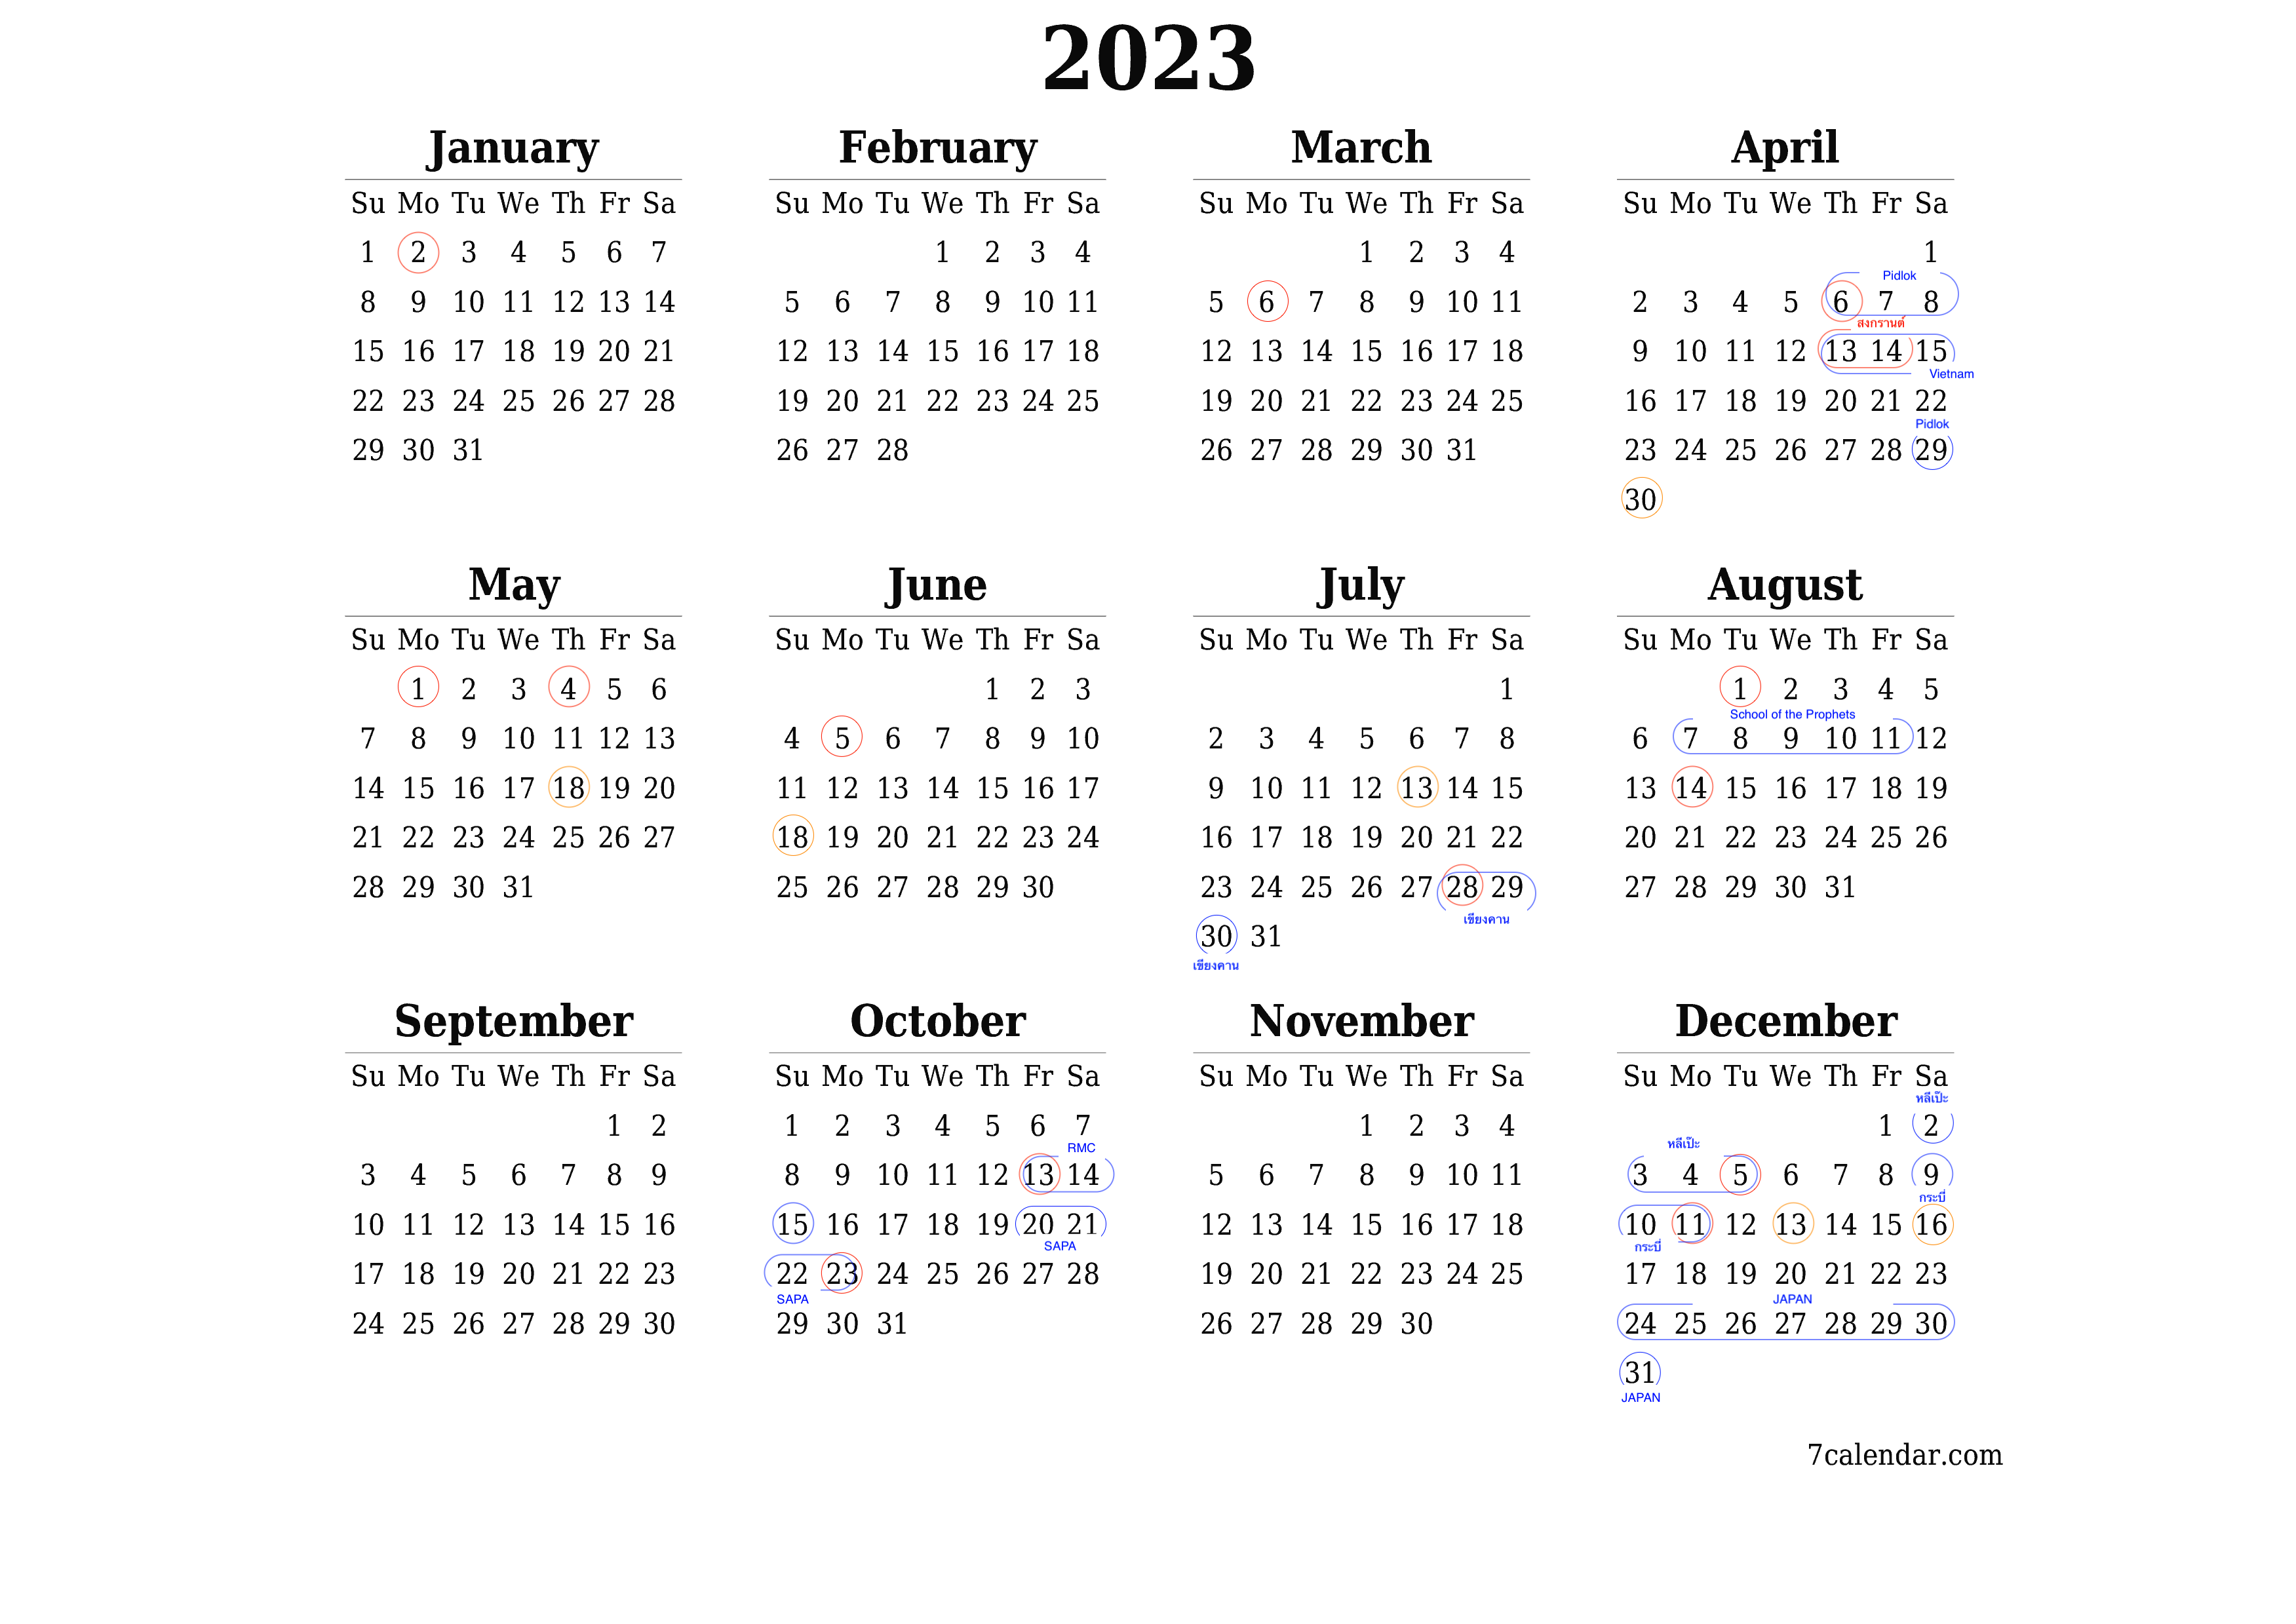 2023
January February March April
Su Mo Tu We Th Fr Sa Su Mo Tu We Th Fr Sa Su Mo Tu We Th Fr Sa Su Mo Tu We Th Fr Sa
1 2 3 4 5 6 7 1 2 3 4 1 2 3 4 1
Pidlok
8 9 10 11 12 13 14 5 6 7 8 9 10 11 5 6 7 8 9 10 11 2 3 4 5 6 7 8
สงกรานต์
15 16 17 18 19 20 21 12 13 14 15 16 17 18 12 13 14 15 16 17 18 9 10 11 12 13 14 15
Vietnam
22 23 24 25 26 27 28 19 20 21 22 23 24 25 19 20 21 22 23 24 25 16 17 18 19 20 21 22
Pidlok
29 30 31 26 27 28 26 27 28 29 30 31 23 24 25 26 27 28 29
30
May June July August
Su Mo Tu We Th Fr Sa Su Mo Tu We Th Fr Sa Su Mo Tu We Th Fr Sa Su Mo Tu We Th Fr Sa
1 2 3 4 5 6 1 2 3 1 1 2 3 4 5
School of the Prophets
7 8 9 10 11 12 13 4 5 6 7 8 9 10 2 3 4 5 6 7 8 6 7 8 9 10 11 12
14 15 16 17 18 19 20 11 12 13 14 15 16 17 9 10 11 12 13 14 15 13 14 15 16 17 18 19
21 22 23 24 25 26 27 18 19 20 21 22 23 24 16 17 18 19 20 21 22 20 21 22 23 24 25 26
28 29 30 31 25 26 27 28 29 30 23 24 25 26 27 28 29 27 28 29 30 31
เชียงคาน
30 31
เชียงคาน
September October November December
Su Mo Tu We Th Fr Sa Su Mo Tu We Th Fr Sa Su Mo Tu We Th Fr Sa Su Mo Tu We Th Fr Sa
หลีเป๊ะ
1 2 1 2 3 4 5 6 7 1 2 3 4 1 2
RMC หลีเป๊ะ
3 4 5 6 7 8 9 8 9 10 11 12 13 14 5 6 7 8 9 10 11 3 4 5 6 7 8 9
กระบี่
10 11 12 13 14 15 16 15 16 17 18 19 20 21 12 13 14 15 16 17 18 10 11 12 13 14 15 16
SAPA กระบี่
17 18 19 20 21 22 23 22 23 24 25 26 27 28 19 20 21 22 23 24 25 17 18 19 20 21 22 23
SAPA JAPAN
24 25 26 27 28 29 30 29 30 31 26 27 28 29 30 24 25 26 27 28 29 30
31
JAPAN
7calendar.com